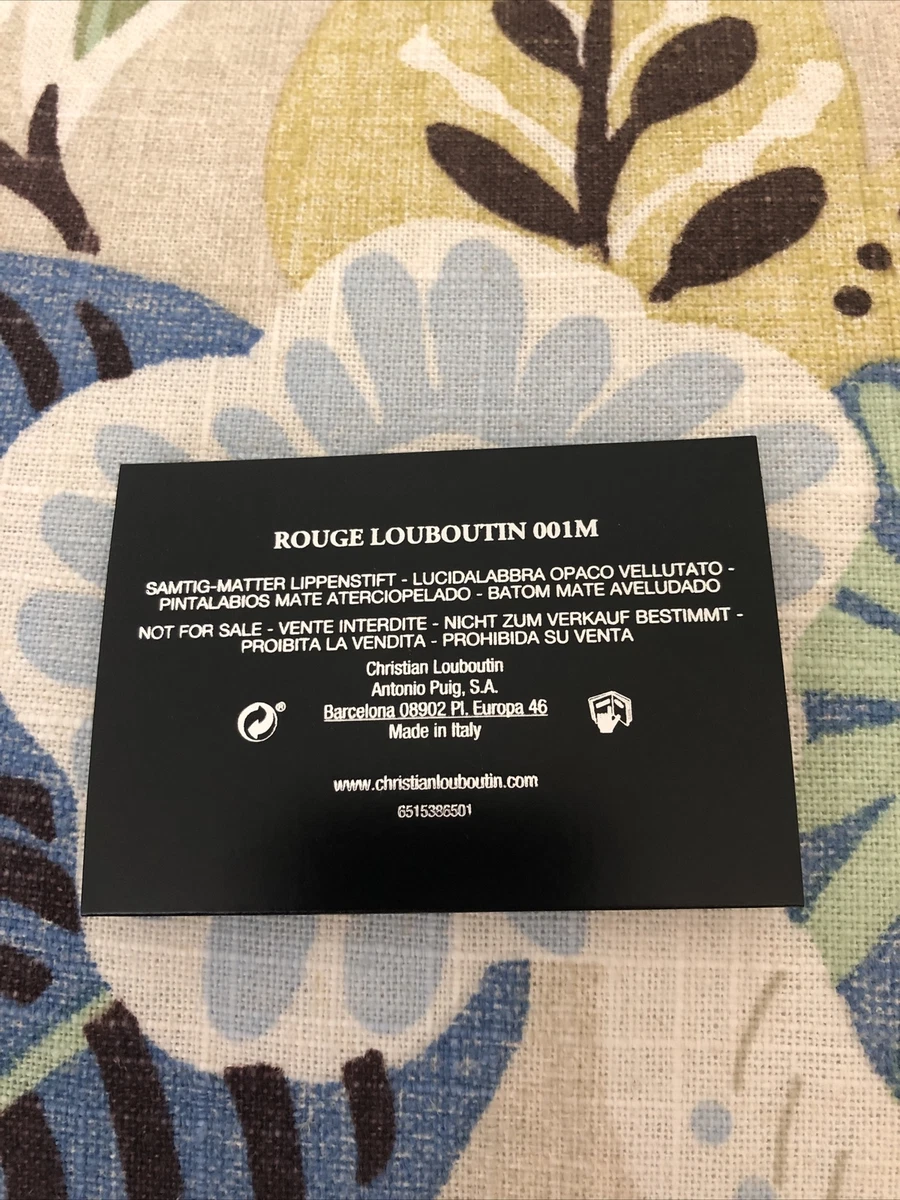 ROUGE LOUBOUTIN 001M
SAMTIG-MATTER LIPPENSTIFT - LUCIDALABBRA OPACO VELLUTATO -
PINTALABIOS MATE ATERCIOPELADO - BATOM MATE AVELUDADO
NOT FOR SALE - VENTE INTERDITE - NICHT ZUM VERKAUF BESTIMMT -
PROIBITA LA VENDITA - PROHIBIDA SU VENTA
Christian Louboutin
Antonio Puig, S.A.
Barcelona 08902 Pl. Europa 46
Made in Italy
®
www.christianlouboutin.com
6515386501